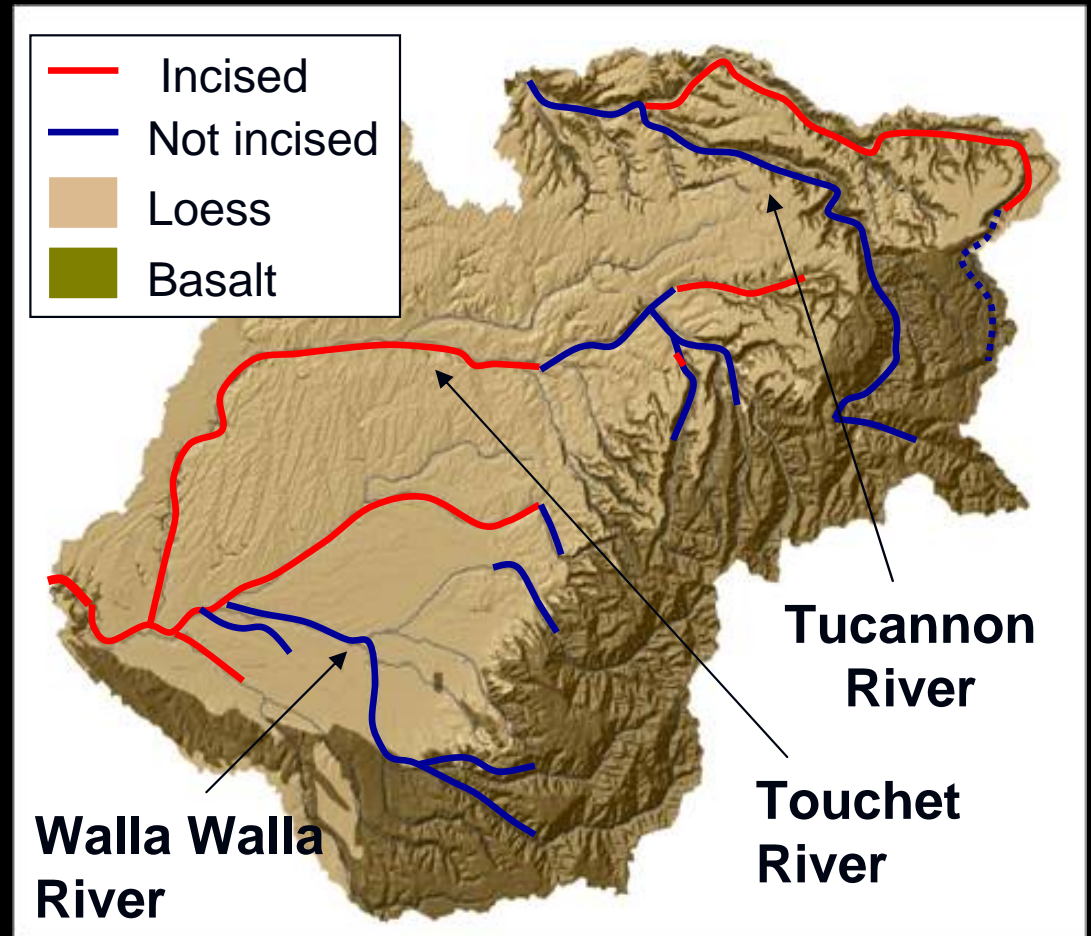 Incised
Not incised
Loess
Basalt
Tucannon
River
Touchet
River
Walla Walla
River